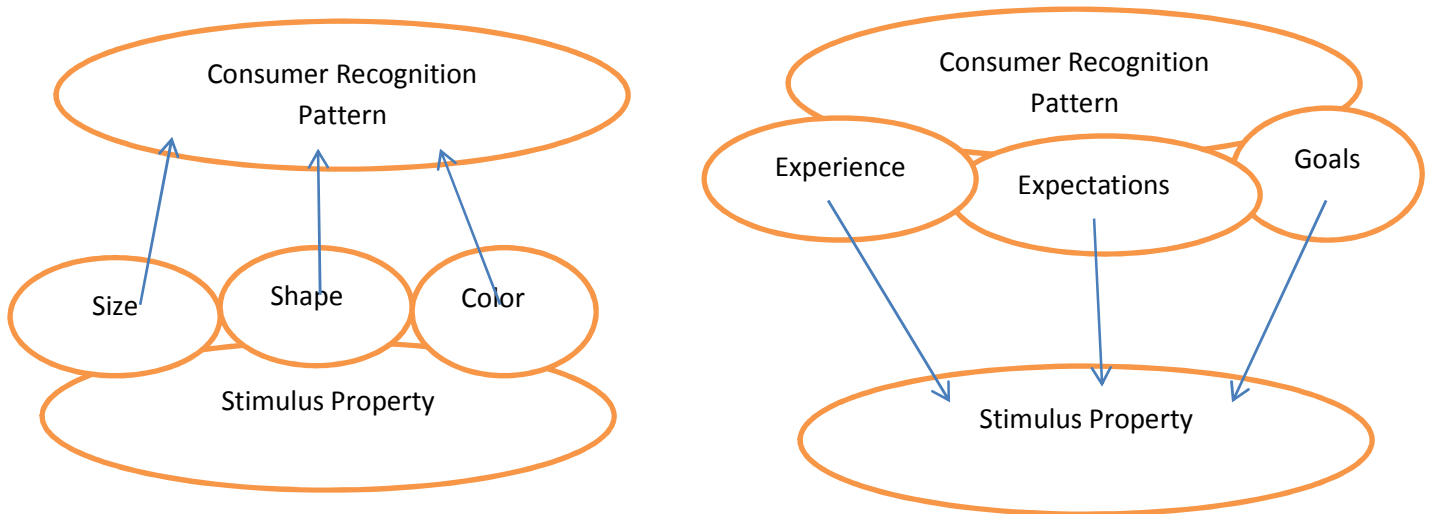 Consumer Recognition
Pattern
Size
Shape
Color
Stimulus Property
Consumer Recognition
Pattern
Experience
Expectations
Goals
Stimulus Property